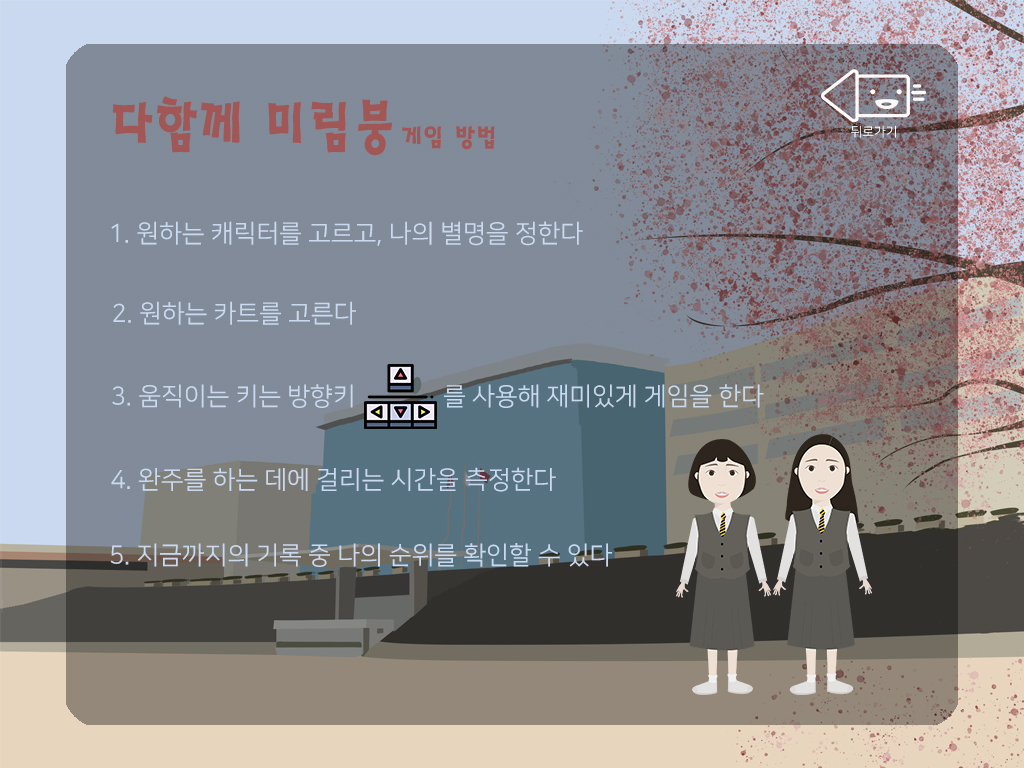 다함께 미림붕 게임 방법
뒤로가기
1. 원하는 캐릭터를 고르고, 나의 별명을 정한다
2. 원하는 카트를 고른다
3. 움직이는 키는 방향키 를 사용해 재미있게 게임을 한다
4. 완주를 하는 데에 걸리는 시간을 측정한다
5. 지금까지의 기록 중 나의 순위를 확인할 수 있다